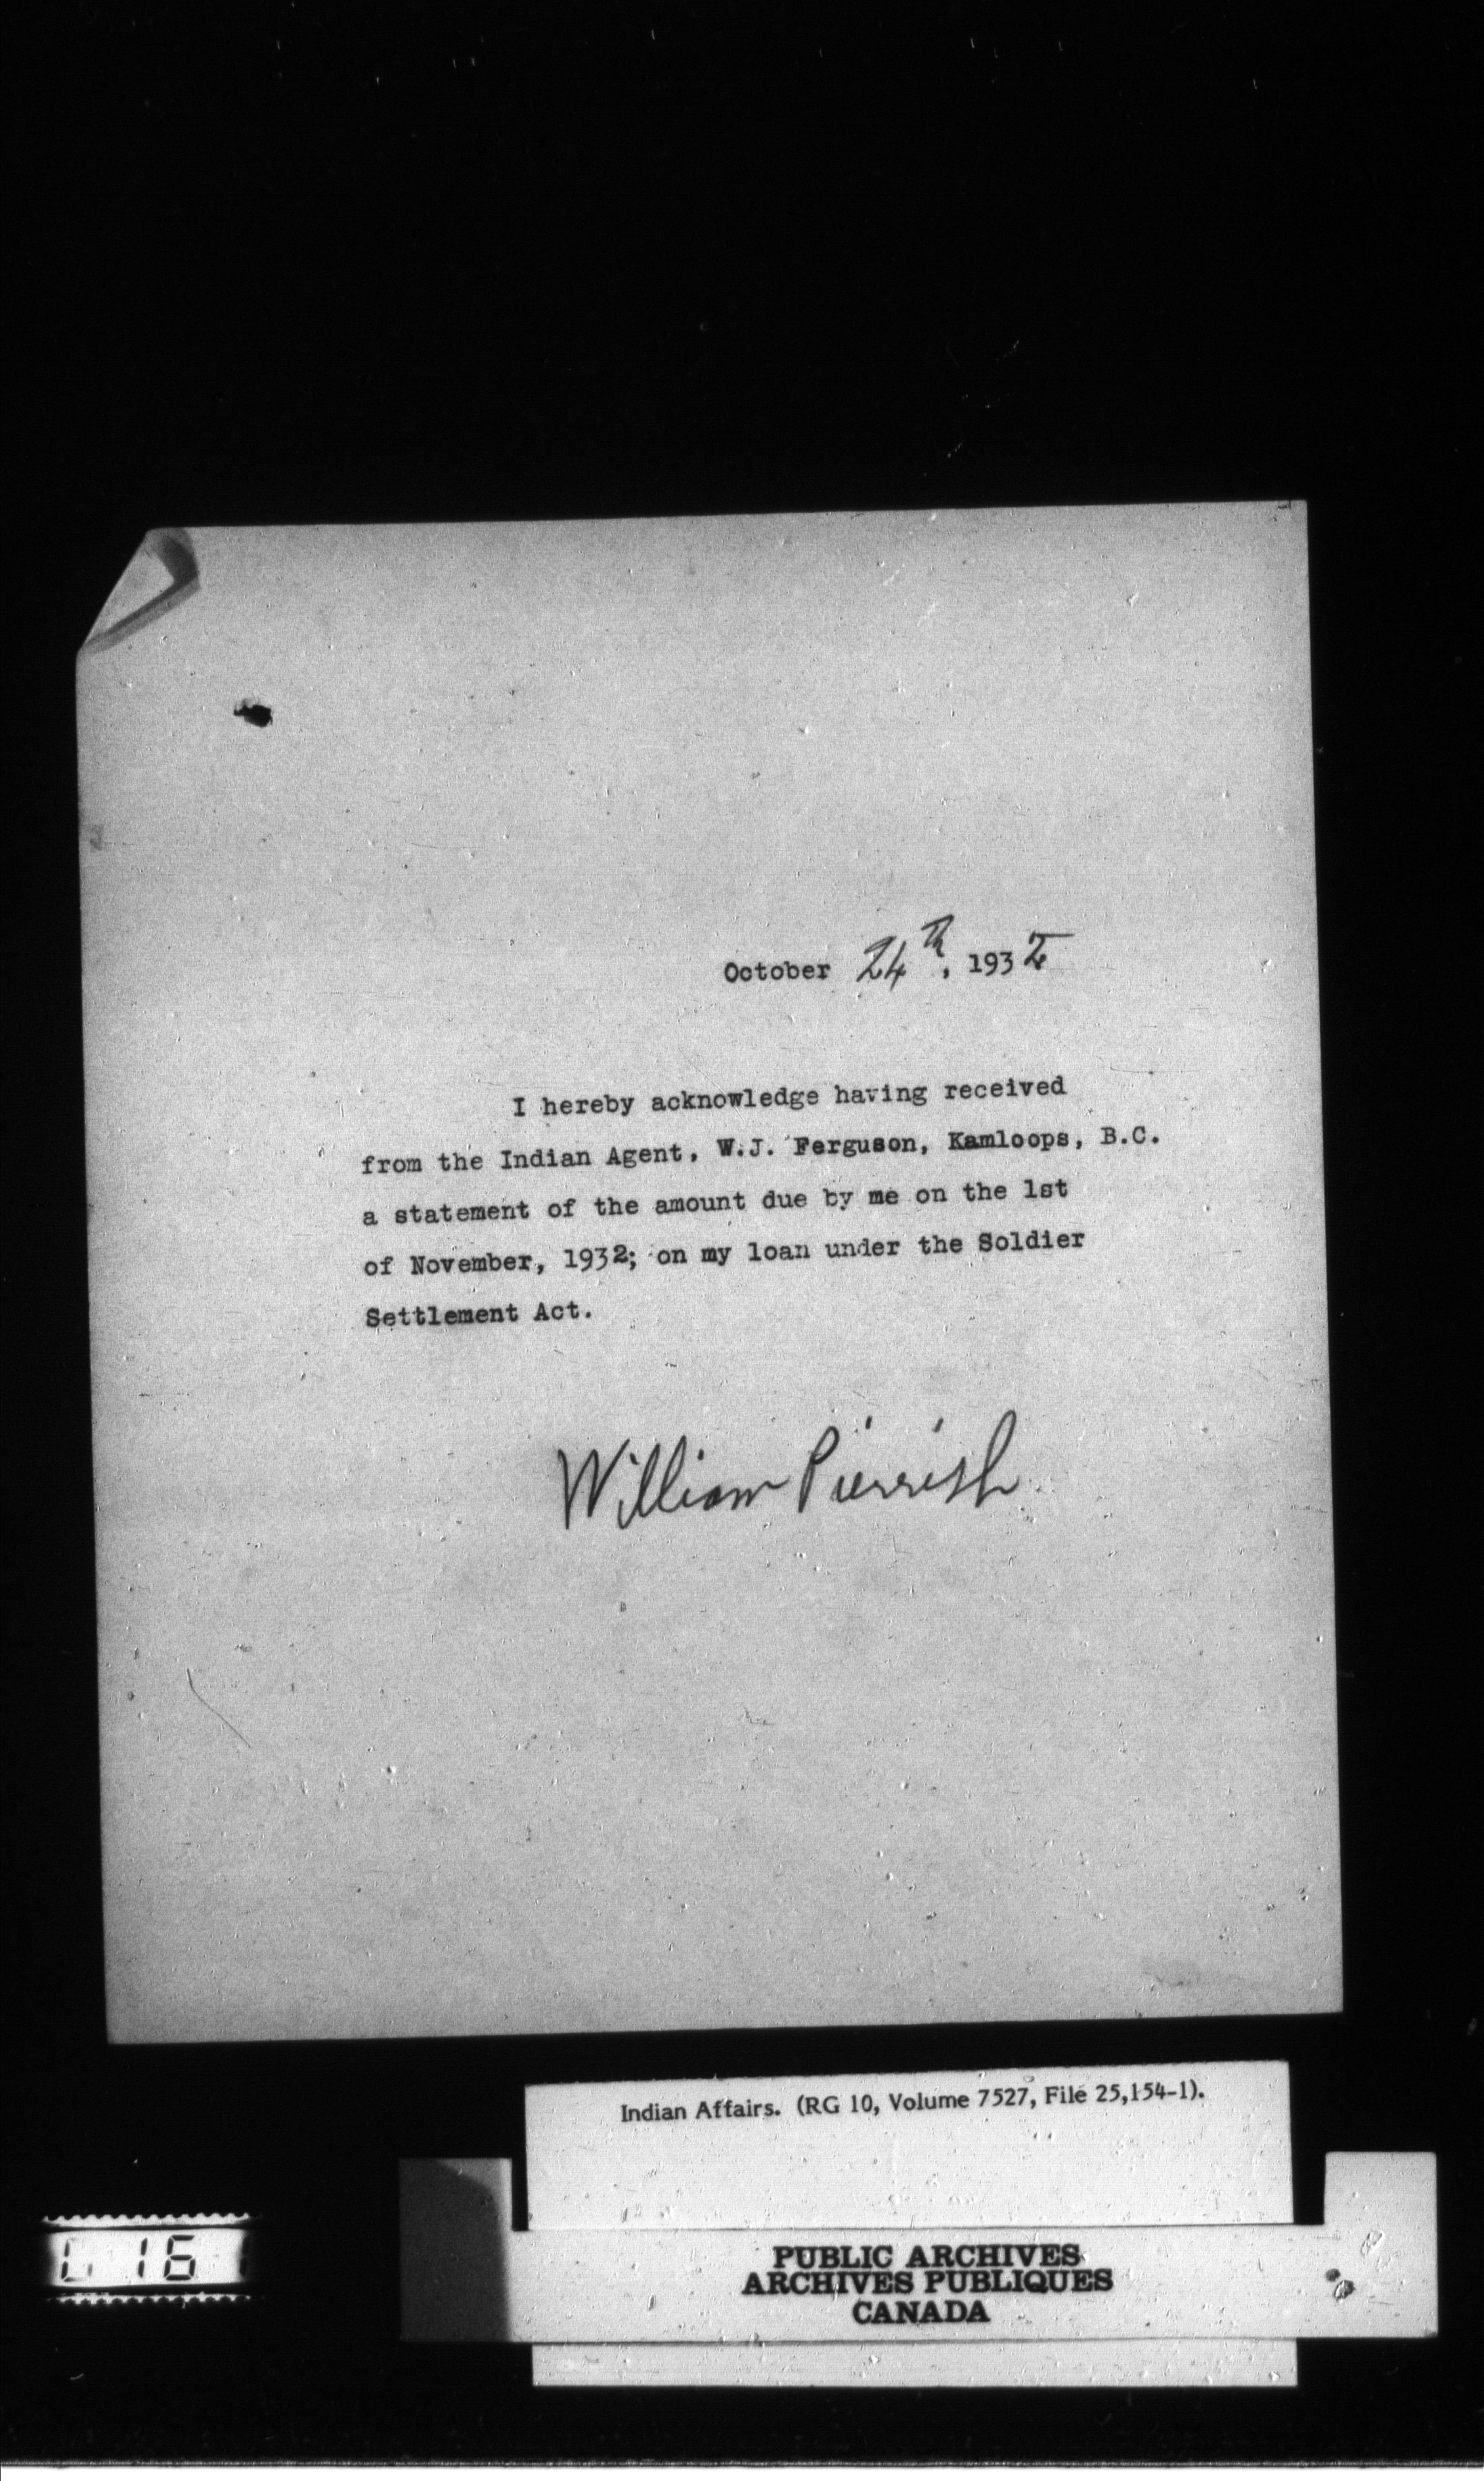 October 24th, 1932
I hereby acknowledge having received
from the Indian Agent, W.J. Ferguson, Kamloops, B.C.
a statement of the amount due by me on the 1st
of November, 1932; on my loan under the Soldier
Settlement Act.
William Pierrish
Indian Affairs. (RG 10, Volume 7527, File 25,154-1).
PUBLIC ARCHIVES
ARCHIVES PUBLIQUES
CANADA
16